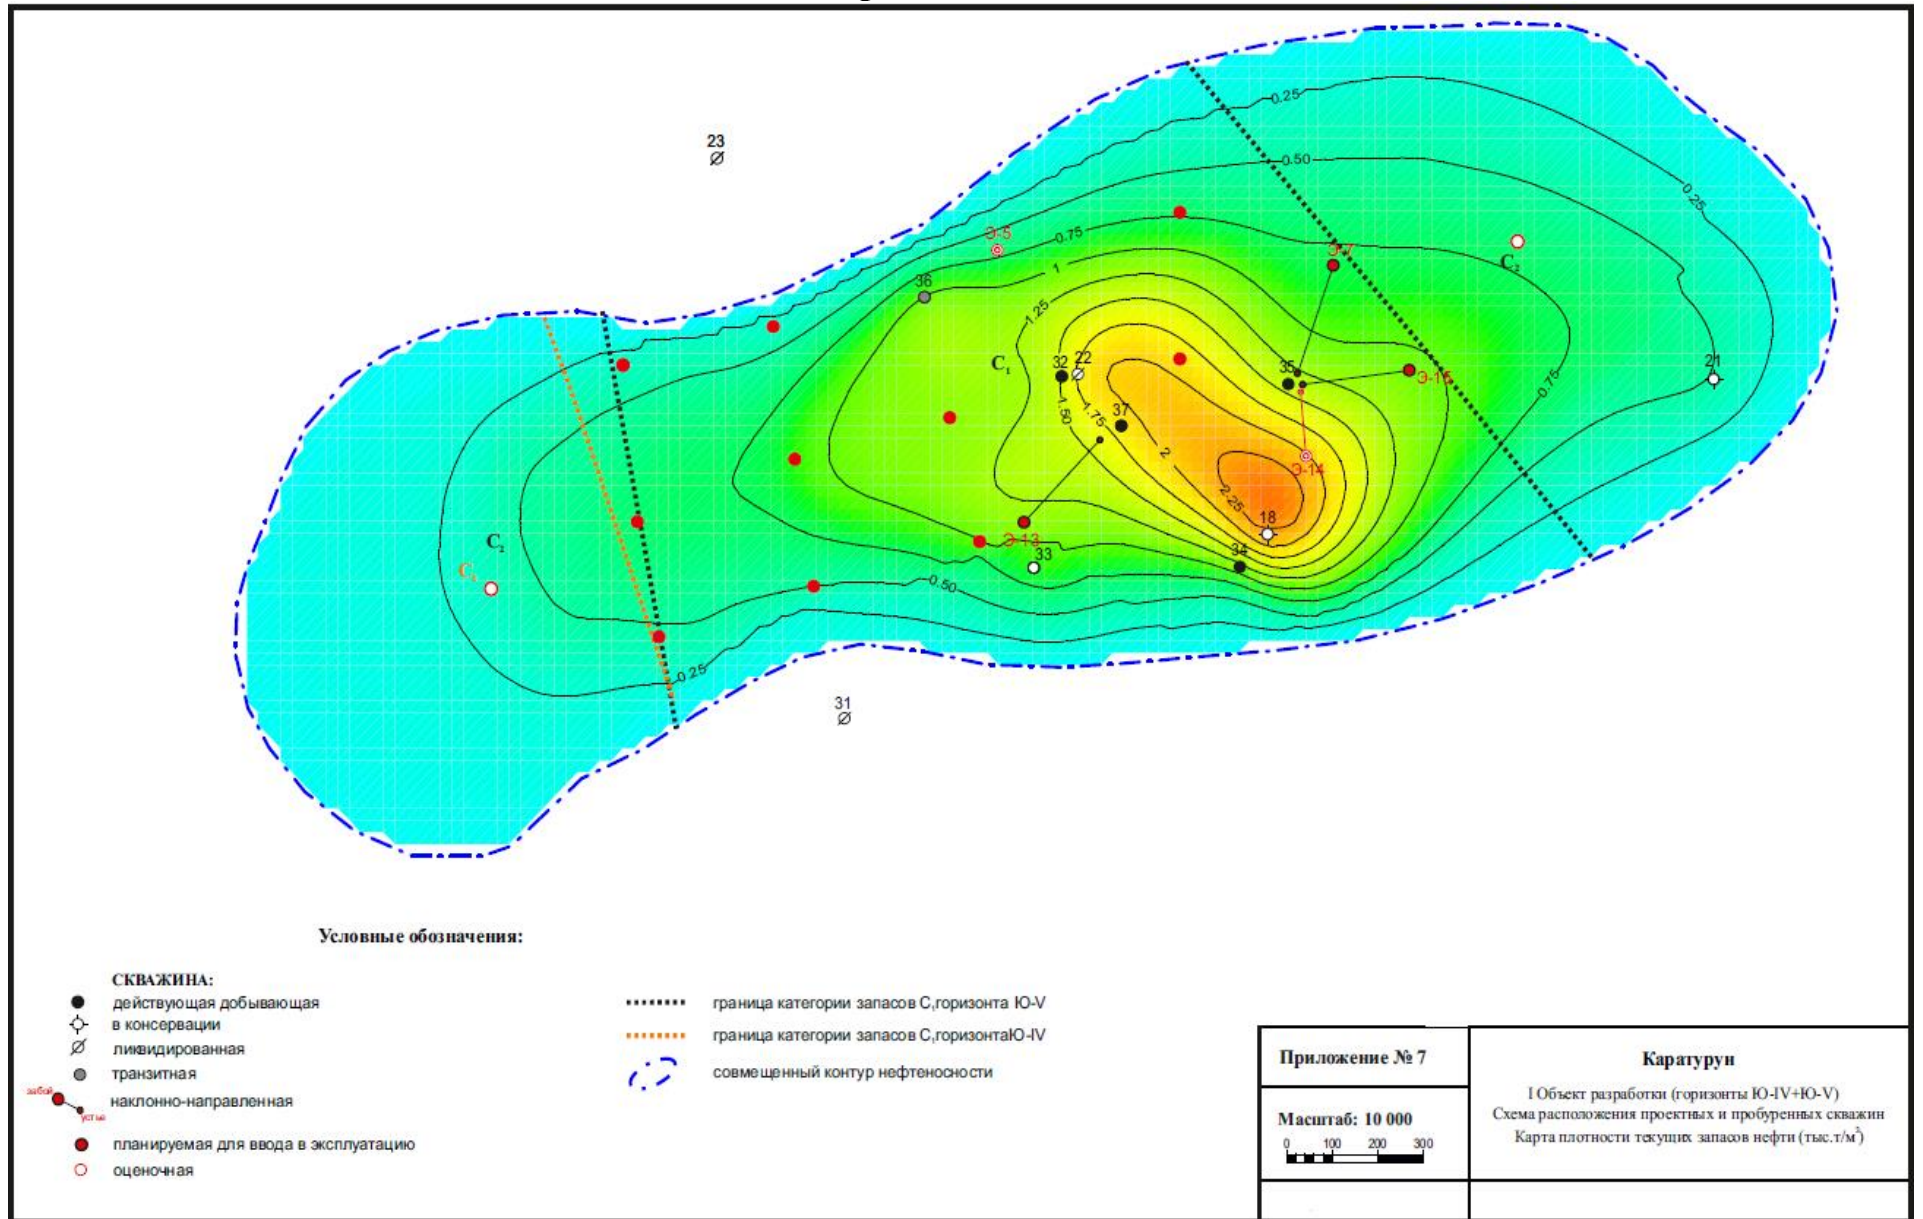 23
0.25
0.50
0.25
Э-5
0.75
Э-7
C₂
36
1
1.25
C₁
32
22
35
21
Э-15
0.75
1.50
1.75
37
2
Э-14
2.25
18
C₂
Э-13
33
34
0.50
0.25
31
Условные обозначения:
СКВАЖИНА:
действующая добывающая
в консервации
ликвидированная
транзитная
забой
наклонно-направленная
устье
планируемая для ввода в эксплуатацию
оценочная
граница категории запасов С₁горизонта Ю-V
граница категории запасов С₁горизонтаЮ-IV
совмещенный контур нефтеносности
Приложение № 7
Масштаб: 10 000
0 100 200 300
Каратурун
I Объект разработки (горизонты Ю-IV+Ю-V)
Схема расположения проектных и пробуренных скважин
Карта плотности текущих запасов нефти (тыс.т/м²)